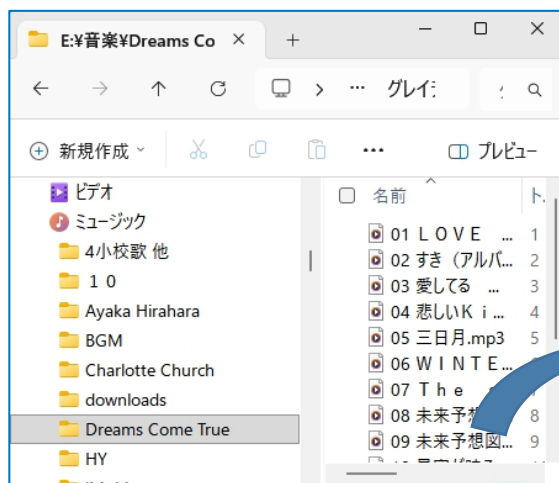 E:¥音楽¥Dreams Co
グレイ
新規作成
プレビュー
ビデオ
ミュージック
4小校歌 他
１０
Ayaka Hirahara
BGM
Charlotte Church
downloads
Dreams Come True
HY
名前
ト
01 ＬＯＶＥ ... 1
02 すき（アルバ... 2
03 愛してる ... 3
04 悲しいＫｉ... 4
05 三日月.mp3 5
06 ＷＩＮＴＥ...
07 Ｔｈｅ
08 未来予想 8
09 未来予想図... 9